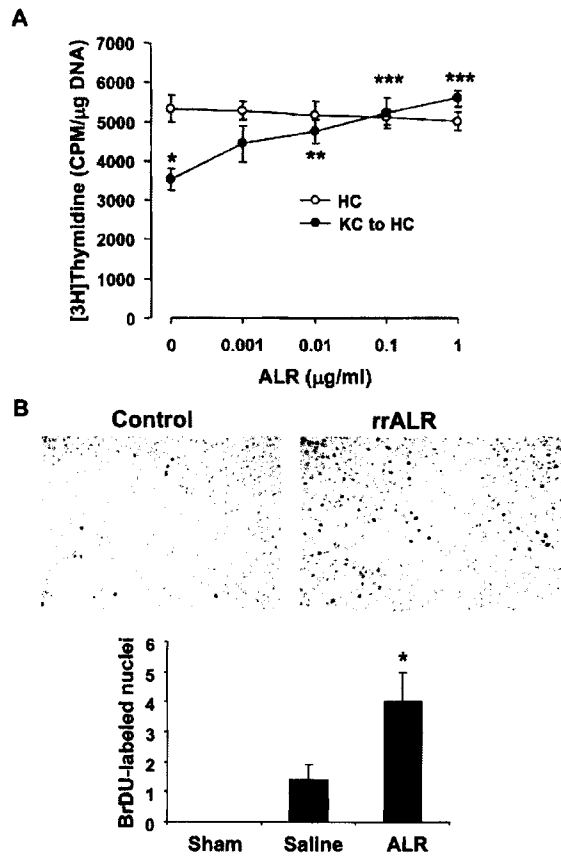 A
[3H]Thymidine (CPM/µg DNA)
7000
6000
5000
4000
3000
2000
1000
0
*
**
***
***
HC
KC to HC
0 0.001 0.01 0.1 1
ALR (µg/ml)
B
Control rrALR
BrDU-labeled nuclei
6
5
4
3
2
1
0
*
Sham Saline ALR